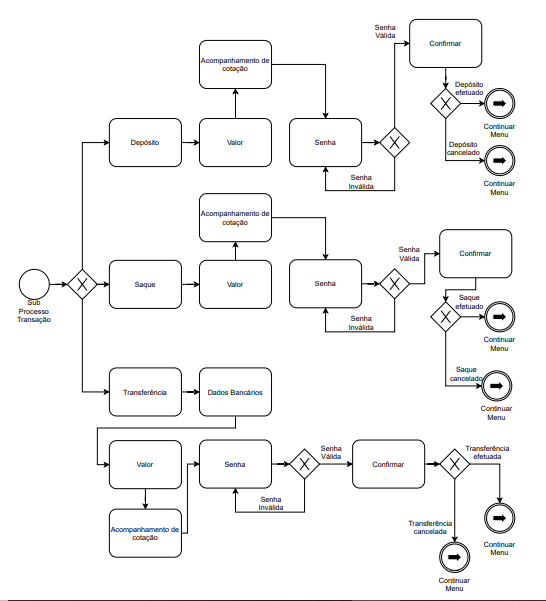 Senha
Válida
Confirmar
Acompanhamento de
cotação
Depósito
efetuado
Continuar
Menu
Depósito
Valor
Senha
Depósito
cancelado
Senha
Inválida
Continuar
Menu
Acompanhamento de
cotação
Senha
Válida
Confirmar
Sub
Processo
Transação
Saque
Valor
Senha
Saque
efetuado
Senha
Inválida
Continuar
Menu
Saque
cancelado
Continuar
Menu
Transferência
Dados Bancários
Valor
Senha
Senha
Válida
Confirmar
Transferência
efetuada
Senha
Inválida
Acompanhamento de
cotação
Transferência
cancelada
Continuar
Menu
Continuar
Menu